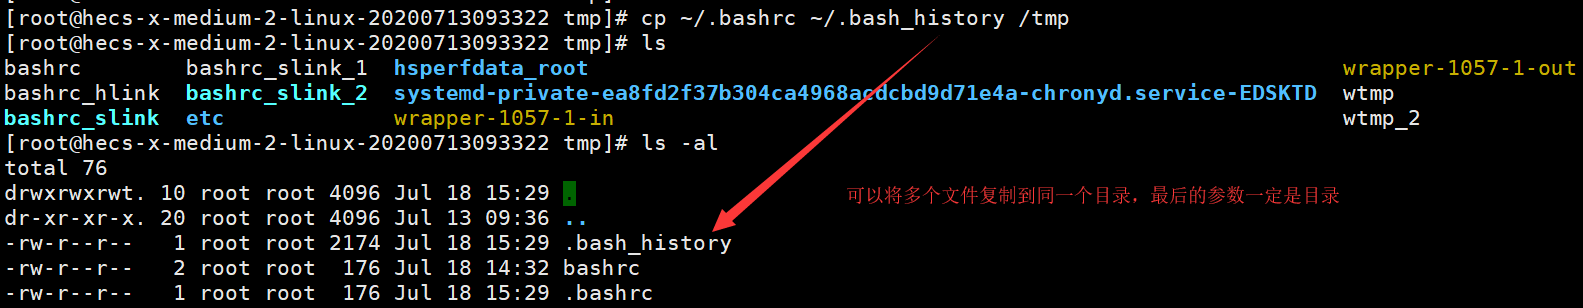 [root@hecs-x-medium-2-linux-20200713093322 tmp]# cp ~/.bashrc ~/.bash_history /tmp
[root@hecs-x-medium-2-linux-20200713093322 tmp]# ls
bashrc bashrc_slink_1 hsperfdata_root wrapper-1057-1-out
bashrc_hlink bashrc_slink_2 systemd-private-ea8fd2f37b304ca4968acdcbd9d71e4a-chronyd.service-EDSKTD wtmp
bashrc_slink etc wrapper-1057-1-in wtmp_2
[root@hecs-x-medium-2-linux-20200713093322 tmp]# ls -al
total 76
drwxrwxrwt. 10 root root 4096 Jul 18 15:29 .
可以将多个文件复制到同一个目录，最后的参数一定是目录
dr-xr-xr-x. 20 root root 4096 Jul 13 09:36 ..
-rw-r--r-- 1 root root 2174 Jul 18 15:29 .bash_history
-rw-r--r-- 2 root root 176 Jul 18 14:32 bashrc
-rw-r--r-- 1 root root 176 Jul 18 15:29 .bashrc